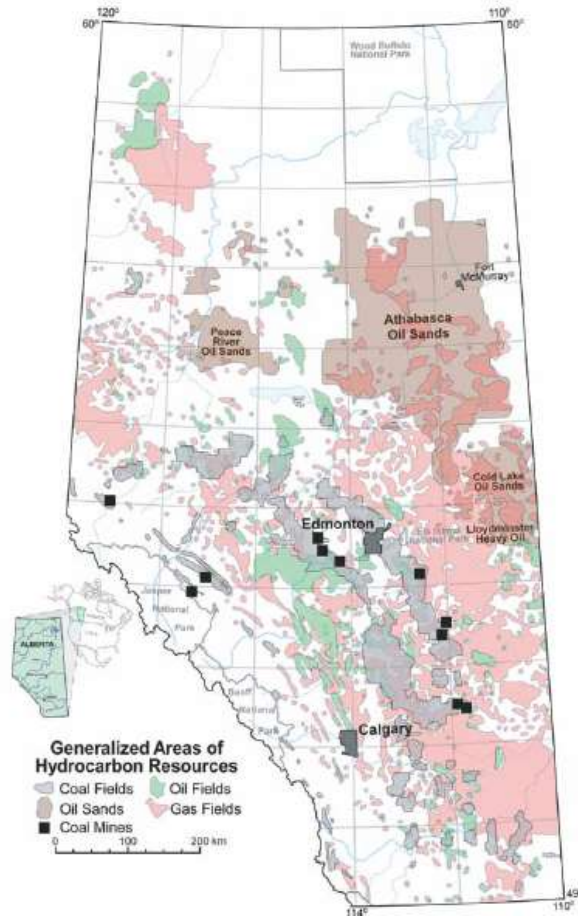 120°
110°
60°
60°
Wood Buffalo
National Park
Fort
McMurray
Athabasca
Oil Sands
Peace
River
Oil Sands
Cold Lake
Oil Sands
Edmonton
National Park
Lloydminster
Heavy Oil
Jasper
National
Park
ALBERTA
Banff
National
Park
Calgary
Generalized Areas of
Hydrocarbon Resources
Coal Fields
Oil Fields
Oil Sands
Gas Fields
Coal Mines
0 100 200 km
49°
114°
110°